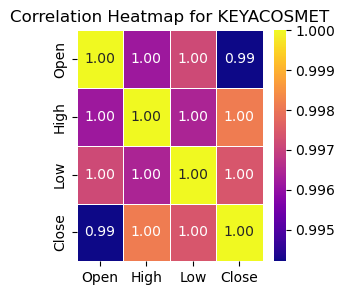 Correlation Heatmap for KEYACOSMET
Open 1.00 1.00 1.00 0.99
High 1.00 1.00 1.00 1.00
Low 1.00 1.00 1.00 1.00
Close 0.99 1.00 1.00 1.00
Open High Low Close
1.000
0.999
0.998
0.997
0.996
0.995